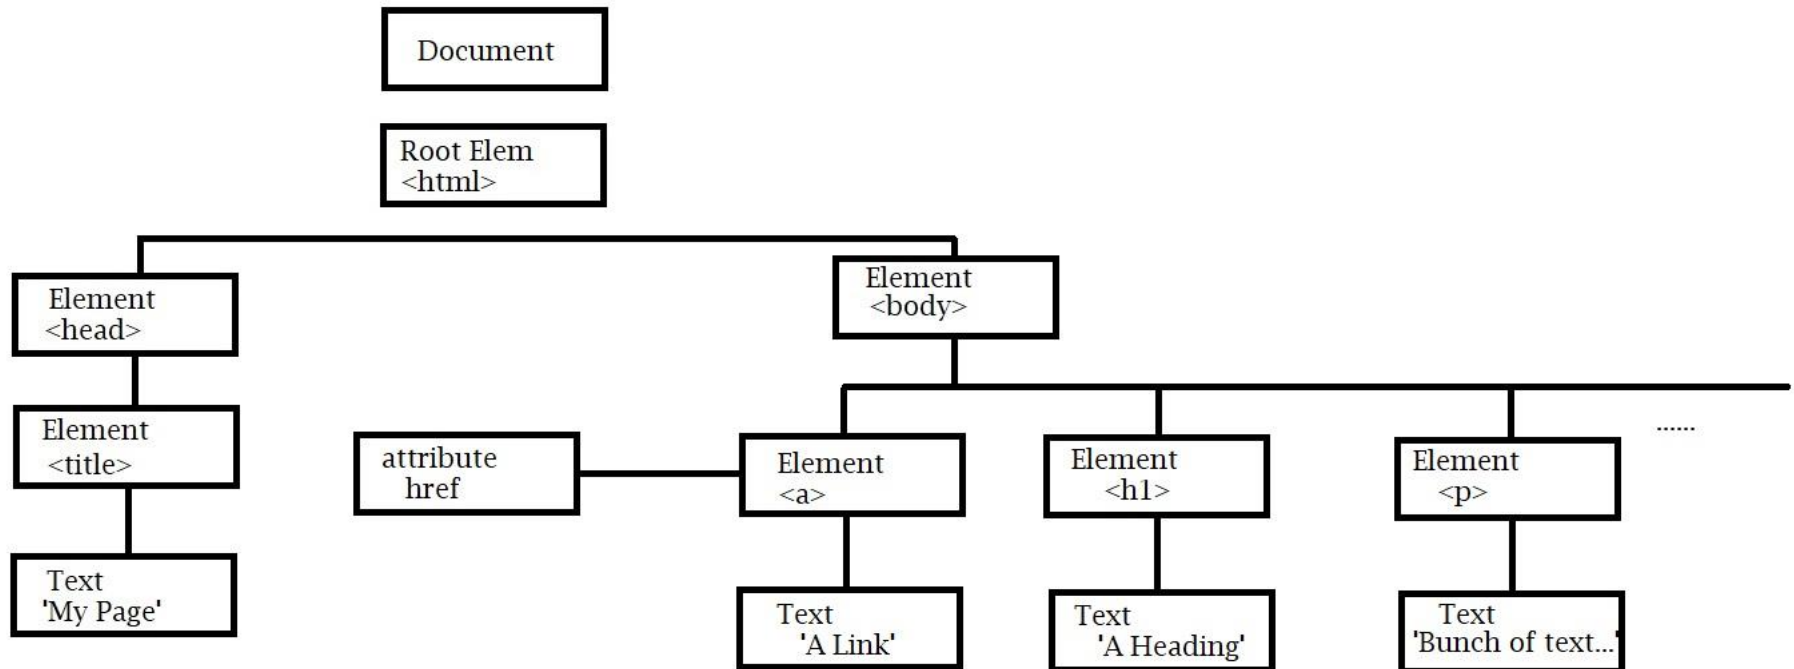 Document
Root Elem
<html>
Element
<head>
Element
<body>
Element
<title>
attribute
href
Element
<a>
Element
<h1>
Element
<p>
......
Text
'My Page'
Text
'A Link'
Text
'A Heading'
Text
'Bunch of text...'